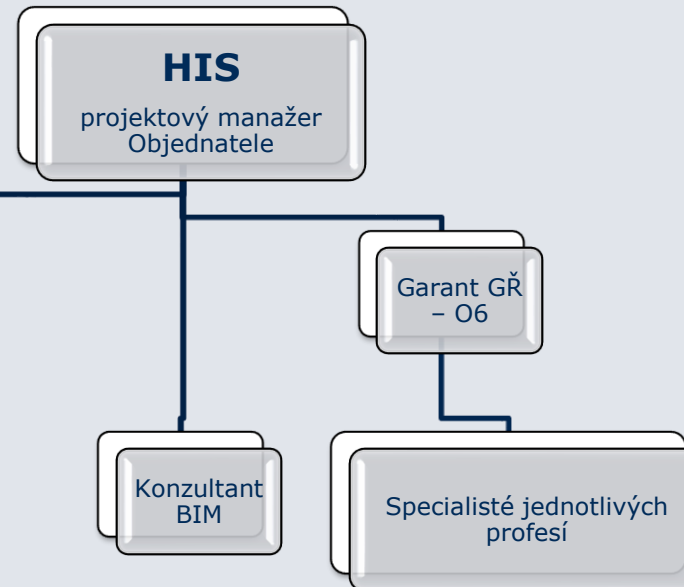 HIS
projektový manažer
Objednatele
Garant GŘ
– O6
Konzultant
BIM
Specialisté jednotlivých
profesí